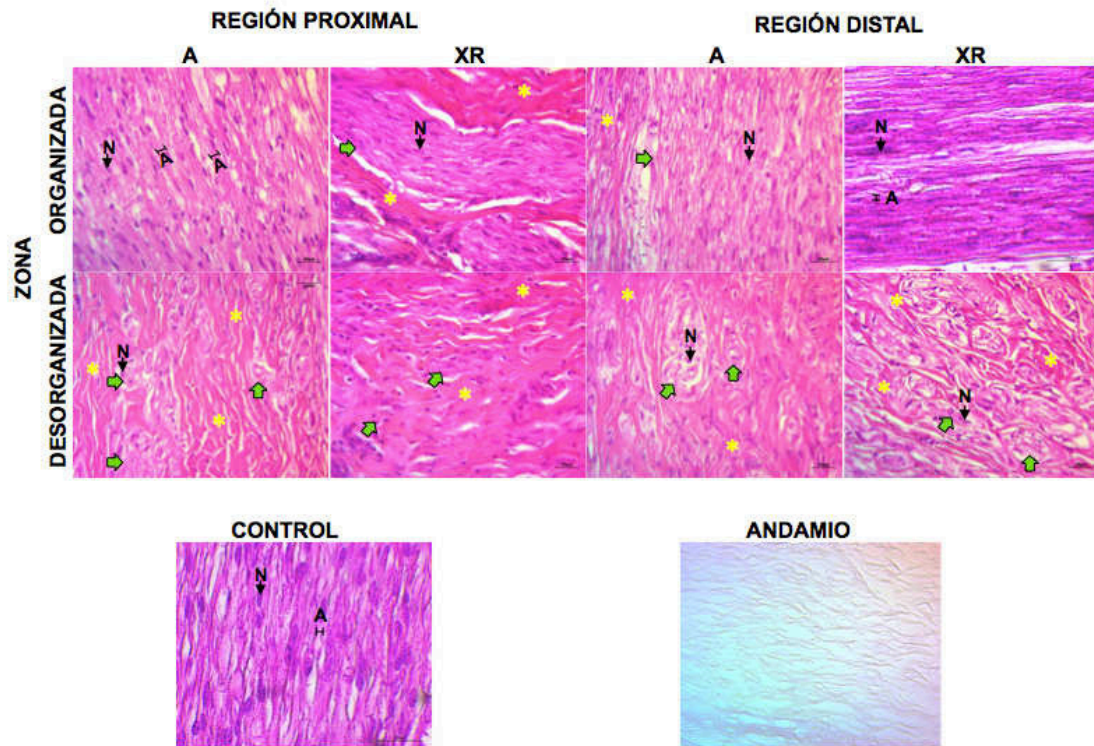 REGIÓN PROXIMAL
REGIÓN DISTAL
A
XR
A
XR
ZONA
ORGANIZADA
N
A
A
N
N
N
A
DESORGANIZADA
N
N
N
CONTROL
ANDAMIO
N
A